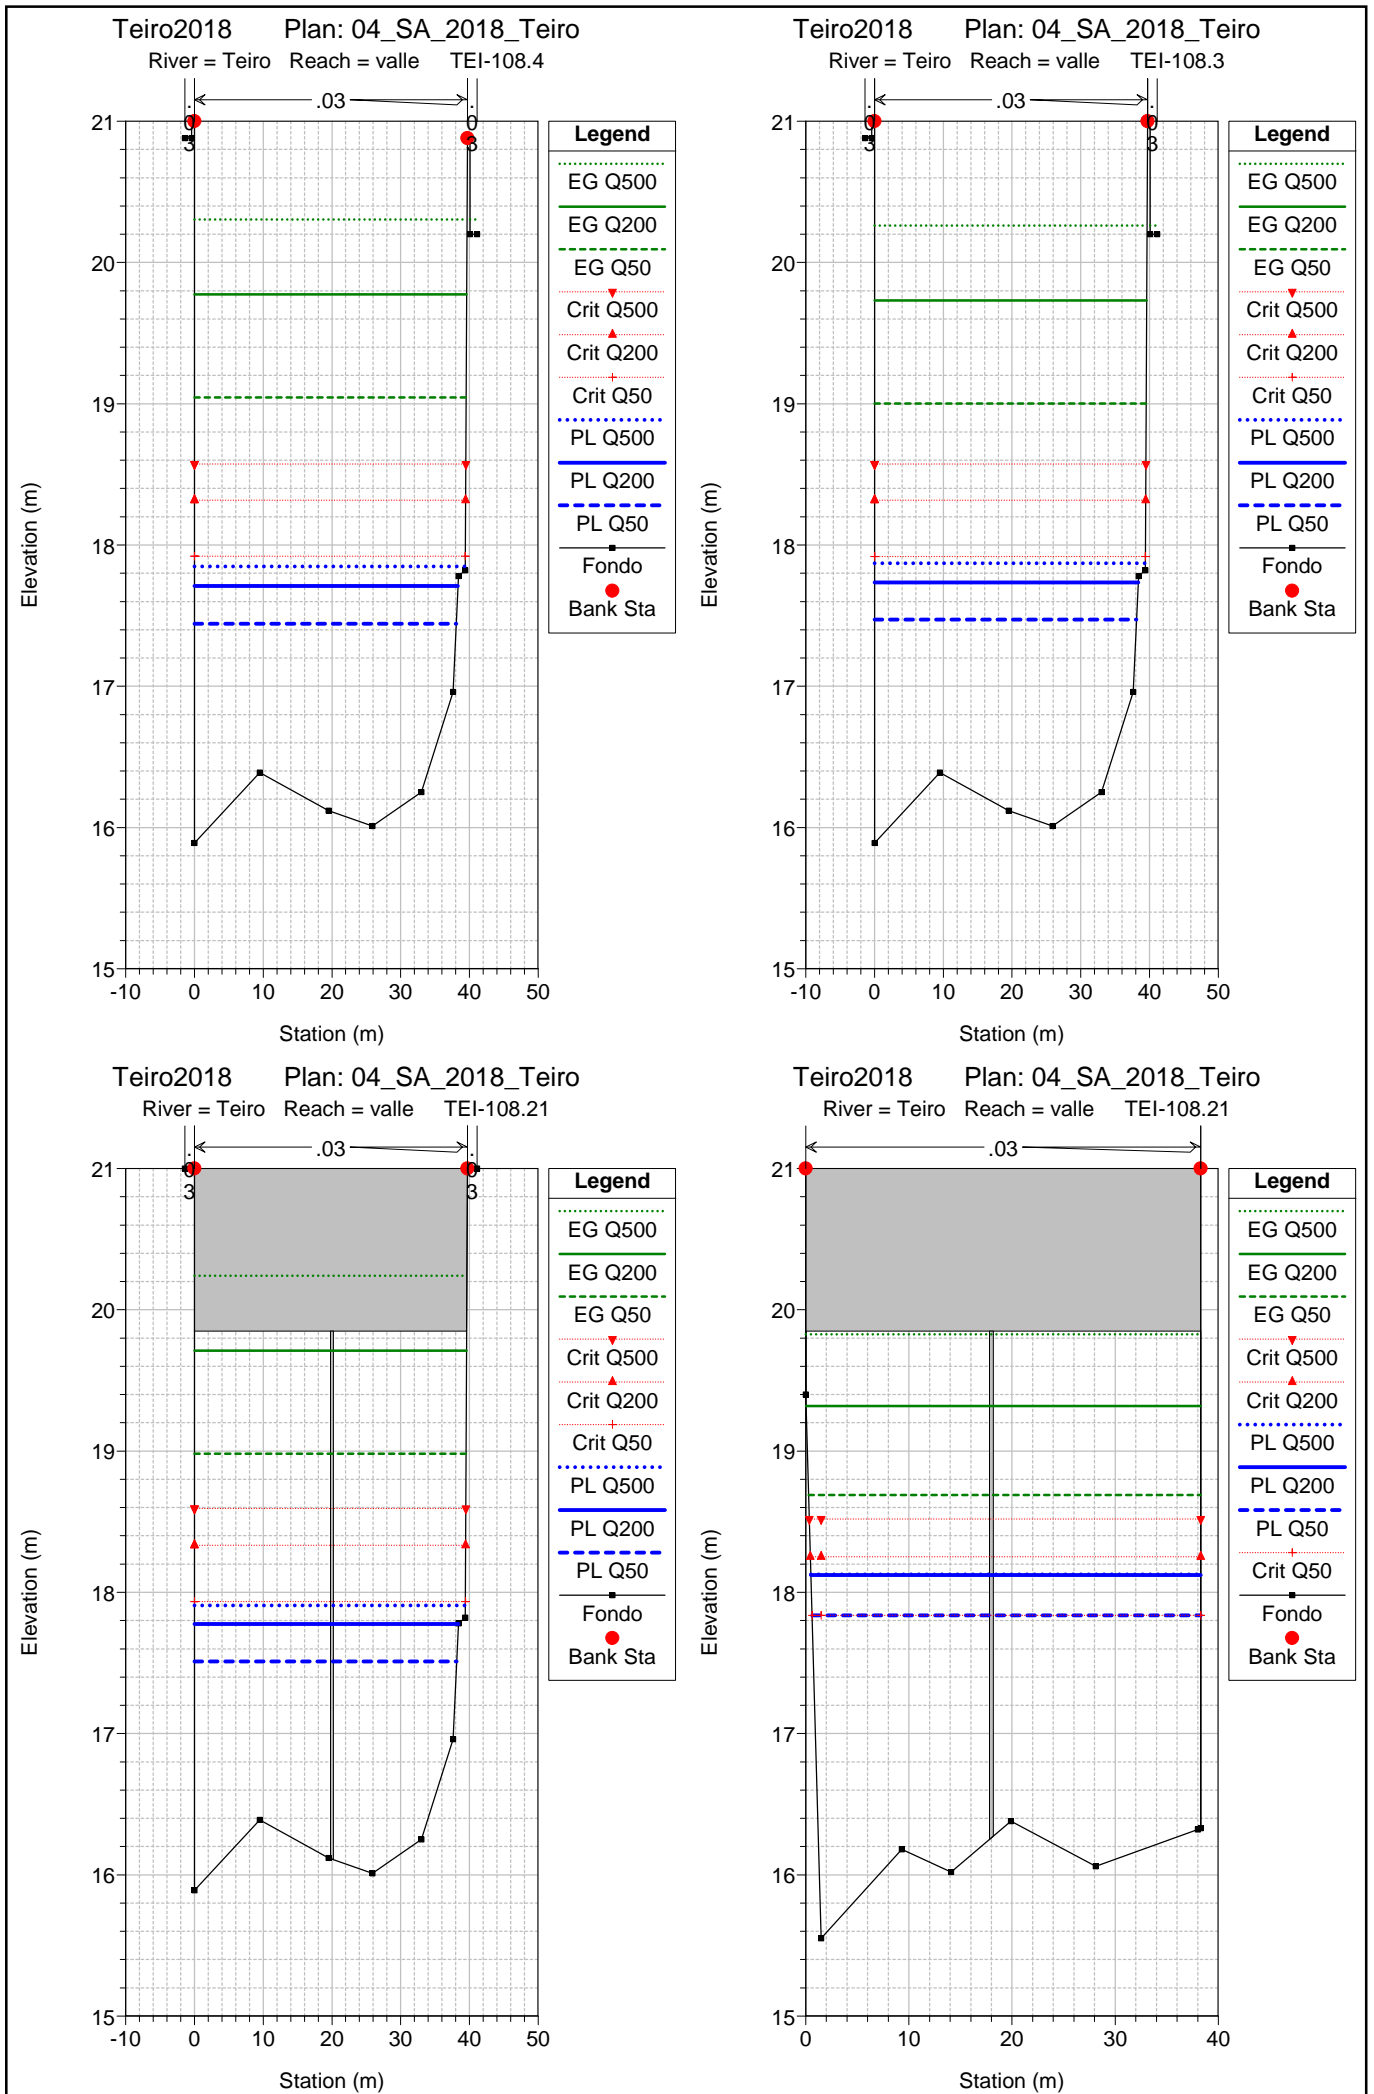 Teiro2018 Plan: 04_SA_2018_Teiro
River = Teiro Reach = valle TEI-108.4
.03
.03
.03
21
20
19
18
17
16
15
-10 0 10 20 30 40 50
Station (m)
Elevation (m)
Legend
EG Q500
EG Q200
EG Q50
Crit Q500
Crit Q200
Crit Q50
PL Q500
PL Q200
PL Q50
Fondo
Bank Sta
Teiro2018 Plan: 04_SA_2018_Teiro
River = Teiro Reach = valle TEI-108.3
.03
.03
.03
21
20
19
18
17
16
15
-10 0 10 20 30 40 50
Station (m)
Elevation (m)
Legend
EG Q500
EG Q200
EG Q50
Crit Q500
Crit Q200
Crit Q50
PL Q500
PL Q200
PL Q50
Fondo
Bank Sta
Teiro2018 Plan: 04_SA_2018_Teiro
River = Teiro Reach = valle TEI-108.21
.03
.03
.03
21
20
19
18
17
16
15
-10 0 10 20 30 40 50
Station (m)
Elevation (m)
Legend
EG Q500
EG Q200
EG Q50
Crit Q500
Crit Q200
Crit Q50
PL Q500
PL Q200
PL Q50
Fondo
Bank Sta
Teiro2018 Plan: 04_SA_2018_Teiro
River = Teiro Reach = valle TEI-108.21
.03
21
20
19
18
17
16
15
0 10 20 30 40
Station (m)
Elevation (m)
Legend
EG Q500
EG Q200
EG Q50
Crit Q500
Crit Q200
PL Q500
PL Q200
PL Q50
Crit Q50
Fondo
Bank Sta